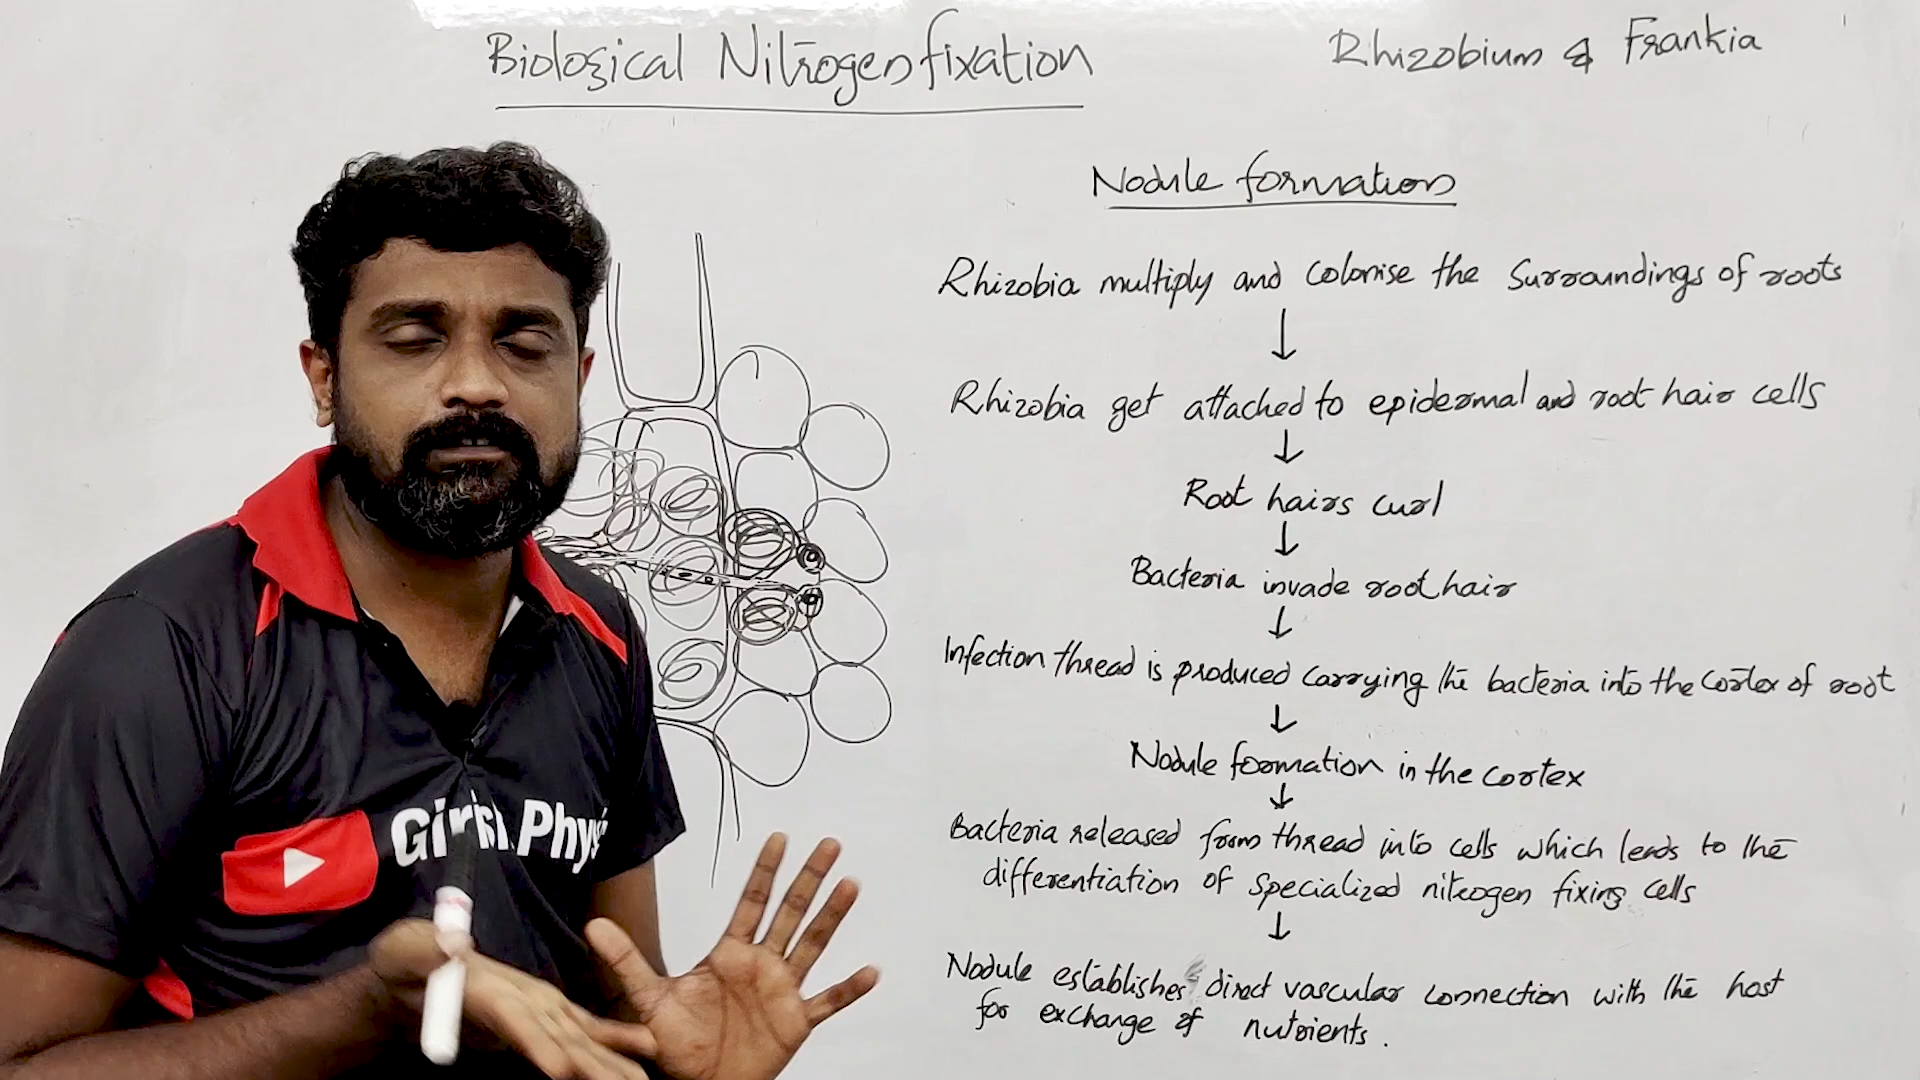 Biological Nitrogen fixation
Rhizobium & Frankia
Nodule formation
Rhizobia multiply and colonise the surroundings of roots
↓
Rhizobia get attached to epidermal and root hair cells
↓
Root hairs curl
↓
Bacteria invade root hair
↓
Infection thread is produced carrying the bacteria into the cortex of root
↓
Nodule formation in the cortex
↓
Bacteria released from thread into cells which leads to the
differentiation of specialized nitrogen fixing cells
↓
Nodule establishes direct vascular connection with the host
for exchange of nutrients.